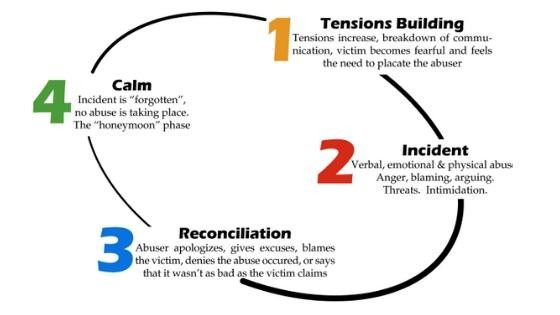 1 Tensions Building
Tensions increase, breakdown of commu-
nication, victim becomes fearful and feels
the need to placate the abuser
2 Incident
Verbal, emotional & physical abus
Anger, blaming, arguing.
Threats. Intimidation.
3 Reconciliation
Abuser apologizes, gives excuses, blames
the victim, denies the abuse occured, or says
that it wasn't as bad as the victim claims
4 Calm
Incident is "forgotten",
no abuse is taking place.
The "honeymoon" phase